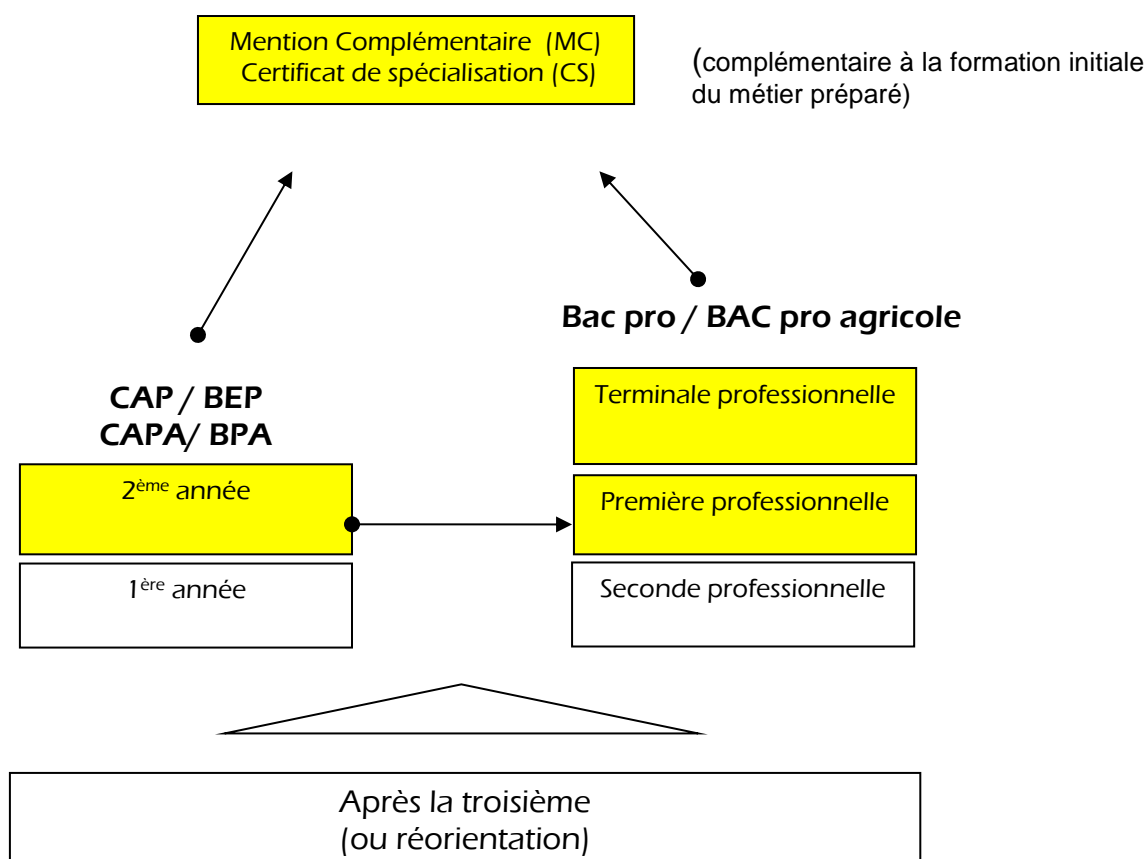 Mention Complémentaire (MC)
Certificat de spécialisation (CS)
(complémentaire à la formation initiale
du métier préparé)
Bac pro / BAC pro agricole
CAP / BEP
CAPA/ BPA
Terminale professionnelle
2ème année
Première professionnelle
1ère année
Seconde professionnelle
Après la troisième
(ou réorientation)